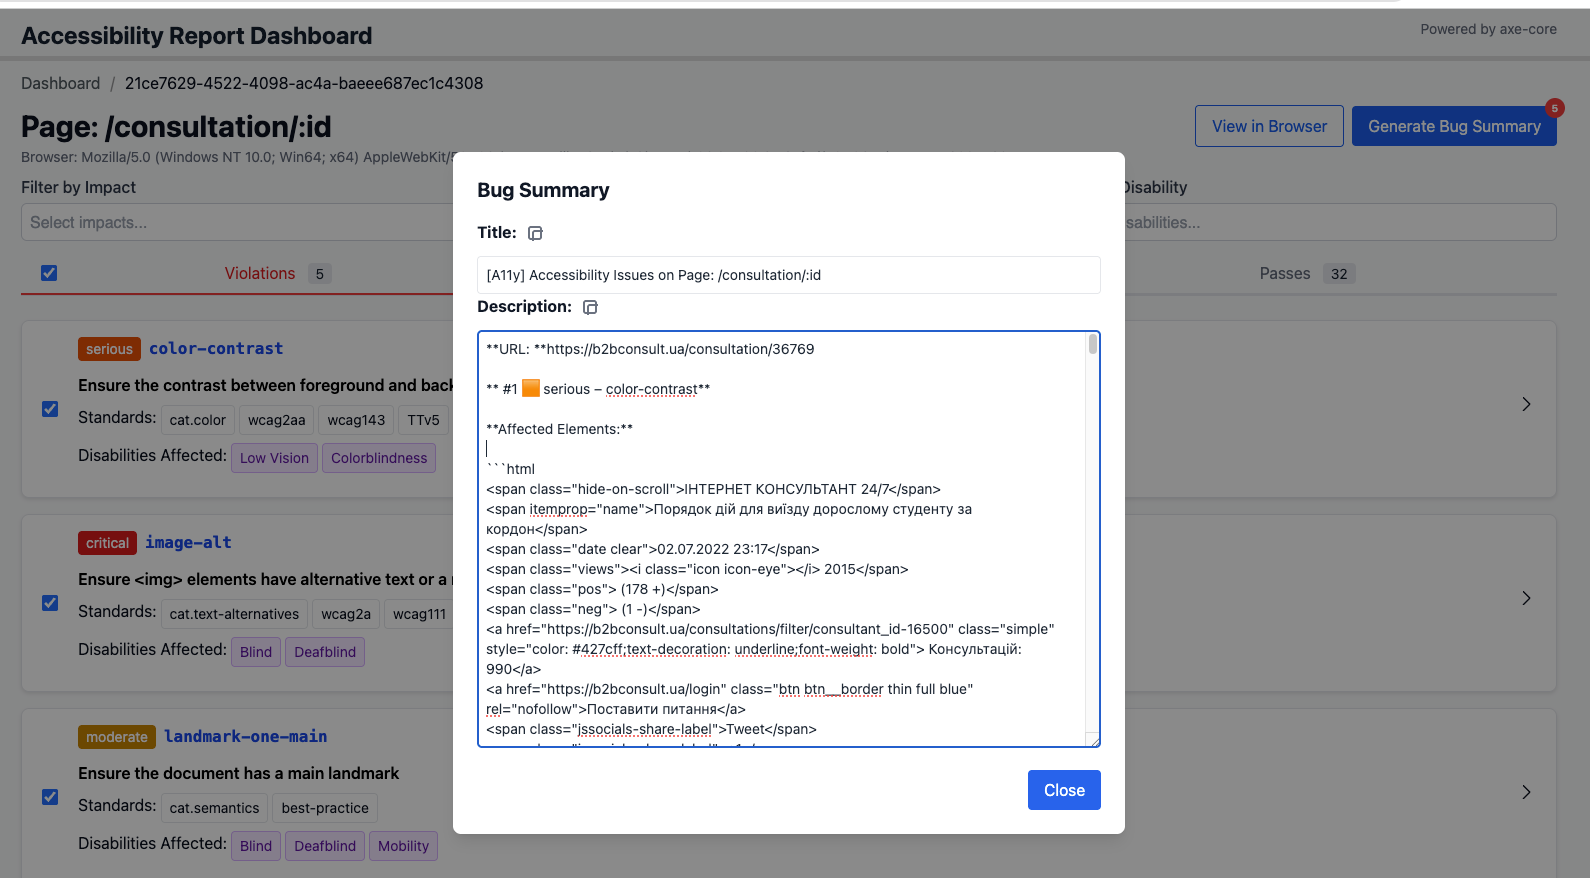 Accessibility Report Dashboard
Powered by axe-core
Dashboard / 21ce7629-4522-4098-ac4a-baeee687ec1c4308
Page: /consultation/:id
View in Browser
Generate Bug Summary
5
Browser: Mozilla/5.0 (Windows NT 10.0; Win64; x64)
Filter by Impact
Disability
Select impacts...
Violations 5
Passes 32
serious color-contrast
Ensure the contrast between foreground and
Standards: cat.color wcag2aa wcag143 TTv5
Disabilities Affected: Low Vision Colorblindness
critical image-alt
Ensure <img> elements have alternative text or a
Standards: cat.text-alternatives wcag2a wcag111
Disabilities Affected: Blind Deafblind
moderate landmark-one-main
Ensure the document has a main landmark
Standards: cat.semantics best-practice
Disabilities Affected: Blind Deafblind Mobility
Bug Summary
Title:
[A11y] Accessibility Issues on Page: /consultation/:id
Description:
**URL: **https://b2bconsult.ua/consultation/36769
** #1 🟧 serious – color-contrast**
**Affected Elements:**
```html
<span class="hide-on-scroll">ІНТЕРНЕТ КОНСУЛЬТАНТ 24/7</span>
<span itemprop="name">Порядок дій для виїзду дорослому студенту за
кордон</span>
<span class="date clear">02.07.2022 23:17</span>
<span class="views"><i class="icon icon-eye"></i> 2015</span>
<span class="pos"> (178 +)</span>
<span class="neg"> (1 -)</span>
<a href="https://b2bconsult.ua/consultations/filter/consultant_id-16500" class="simple"
style="color: #427cff;text-decoration: underline;font-weight: bold"> Консультацій:
990</a>
<a href="https://b2bconsult.ua/login" class="btn btn__border thin full blue"
rel="nofollow">Поставити питання</a>
<span class="jssocials-share-label">Tweet</span>
Close